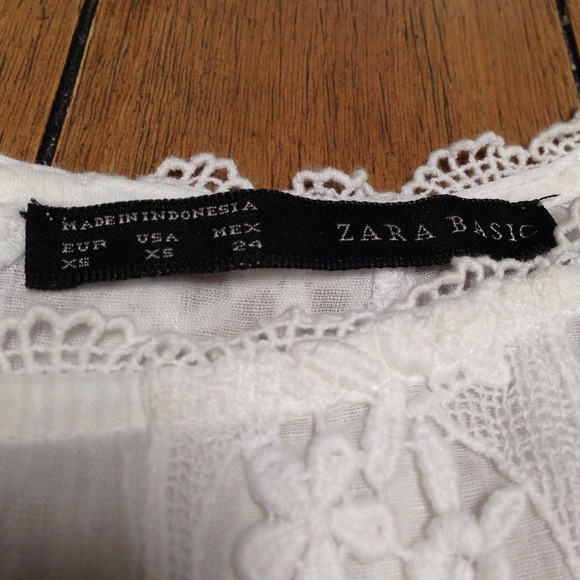 MADE IN INDONESIA
EUR USA MEX
XS XS 24
ZARA BASIC